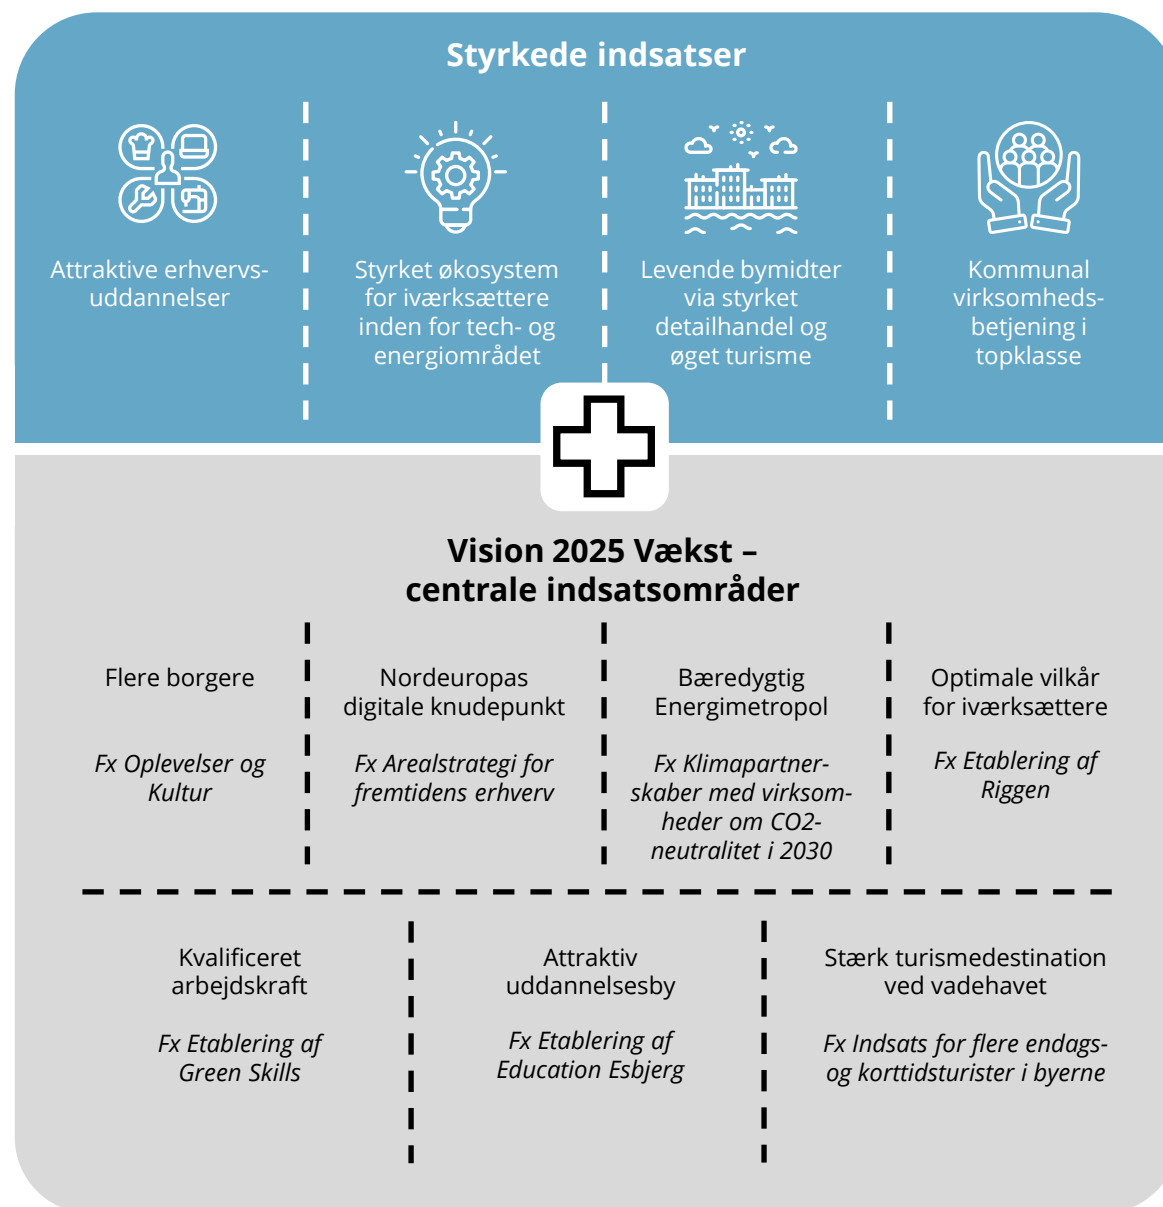 Styrkede indsatser
Attraktive erhvervs-
uddannelser
Styrket økosystem
for iværksættere
inden for tech- og
energiområdet
Levende bymidter
via styrket
detailhandel og
øget turisme
Kommunal
virksomheds-
betjening i
topklasse
Vision 2025 Vækst –
centrale indsatsområder
Flere borgere
Fx Oplevelser og
Kultur
Nordeuropas
digitale knudepunkt
Fx Arealstrategi for
fremtidens erhverv
Bæredygtig
Energimetropol
Fx Klimapartner-
skaber med virksom-
heder om CO2-
neutralitet i 2030
Optimale vilkår
for iværksættere
Fx Etablering af
Riggen
Kvalificeret
arbejdskraft
Fx Etablering af
Green Skills
Attraktiv
uddannelsesby
Fx Etablering af
Education Esbjerg
Stærk turismedestination
ved vadehavet
Fx Indsats for flere endags-
og korttidsturister i byerne